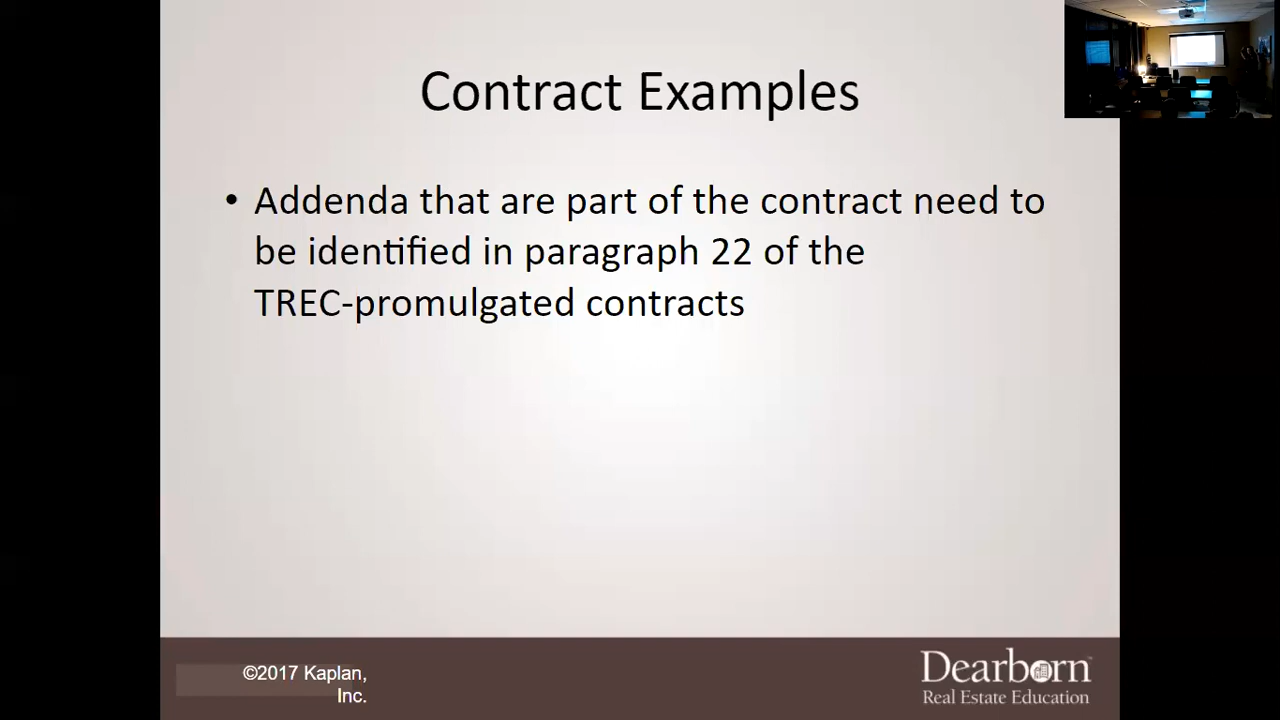 Contract Examples
• Addenda that are part of the contract need to
be identified in paragraph 22 of the
TREC-promulgated contracts
©2017 Kaplan,
Inc.
Dearborn™
Real Estate Education